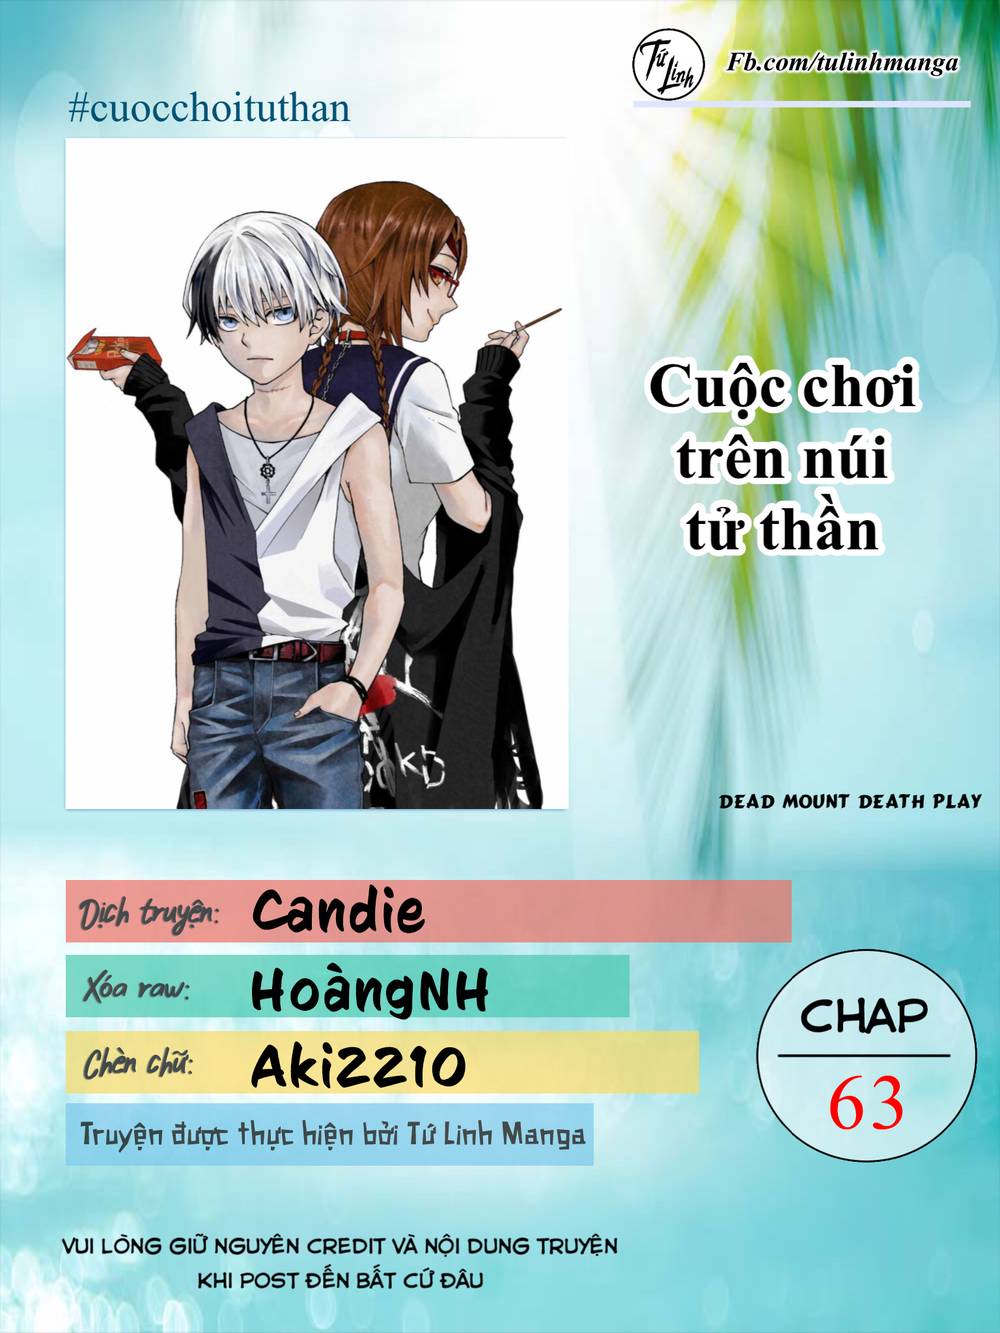 Tứ Linh
Fb.com/tulinhmanga
#cuocchoituthan
Cuộc chơi
trên núi
tử thần
DEAD MOUNT DEATH PLAY
Dịch truyện: Candie
Xóa raw: HoàngNH
Chèn chữ: Aki2210
Truyện được thực hiện bởi Tứ Linh Manga
CHAP
63
VUI LÒNG GIỮ NGUYÊN CREDIT VÀ NỘI DUNG TRUYỆN
KHI POST ĐẾN BẤT CỨ ĐÂU